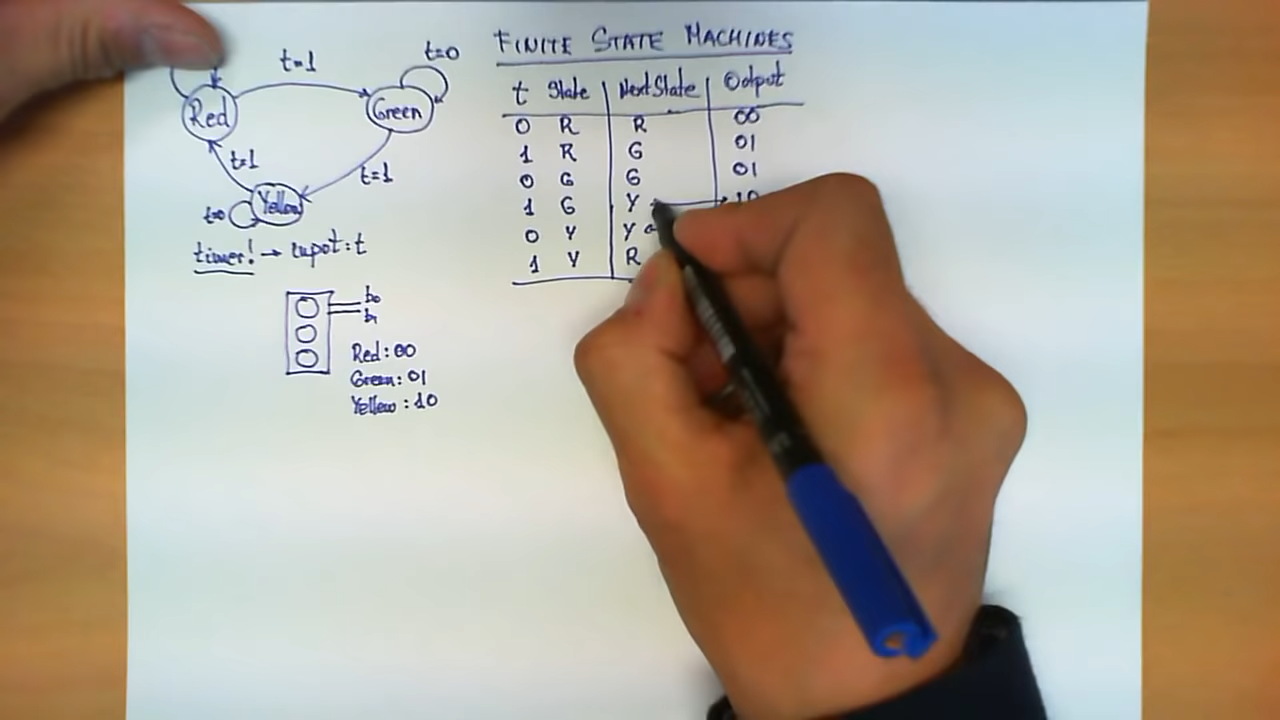 FINITE STATE MACHINES
t=1
t=0
Red
Green
t=1
t=1
t=0
Yellow
timer! → input: t
b0
b1
Red: 00
Green: 01
Yellow: 10
t State Next State Output
0 R R 00
1 R G 01
0 G G 01
1 G Y 10
0 Y Y
1 Y R